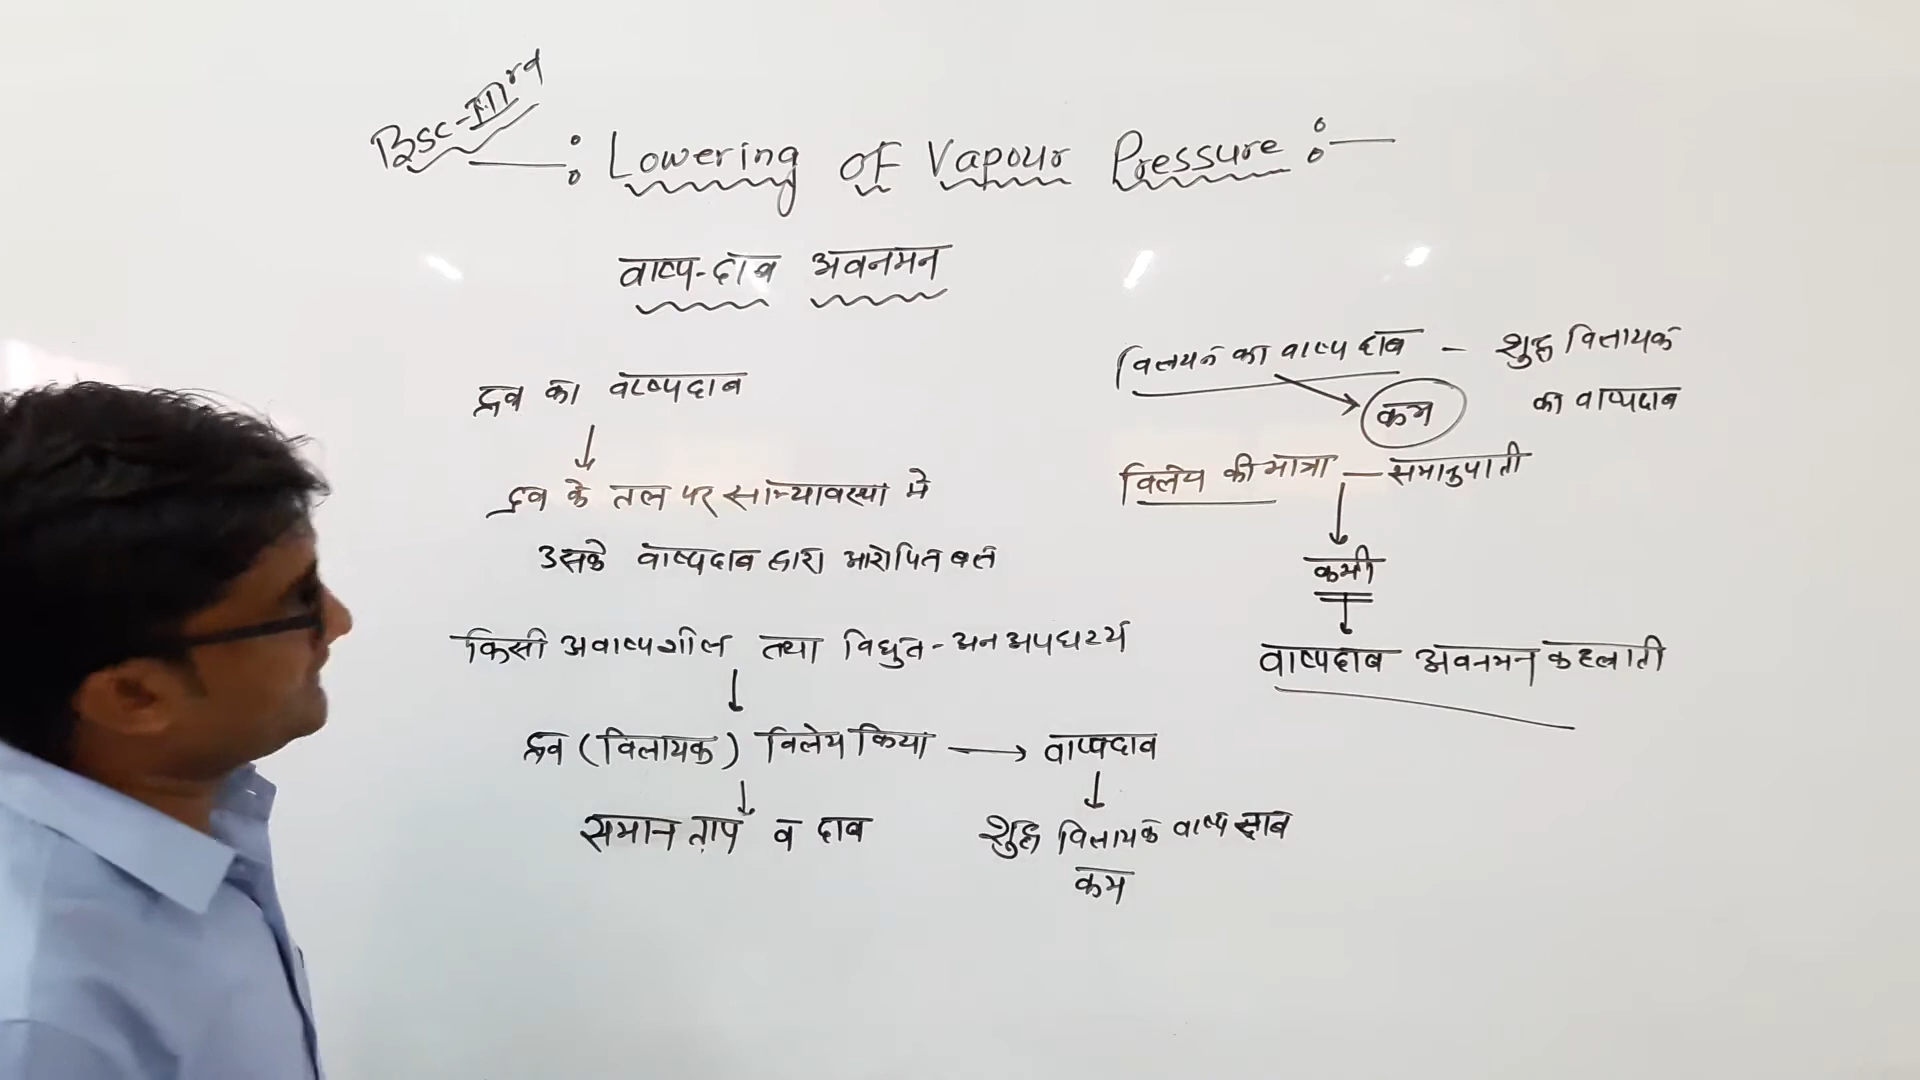 BSC-IIIrd
Lowering of Vapour Pressure
वाष्प-दाब अवनमन
द्रव का वाष्पदाब
द्रव के तल पर साम्यावस्था में
उसके वाष्पदाब द्वारा आरोपित बल
किसी अवाष्पशील तथा विद्युत-अनअपघट्य
द्रव (विलायक) विलेय किया → वाष्पदाब
समान ताप व दाब
शुद्ध विलायक वाष्प दाब
कम
विलयन का वाष्प दाब - शुद्ध विलायक
का वाष्पदाब
कम
विलेय की मात्रा — समानुपाती
कमी
वाष्पदाब अवनमन कहलाती